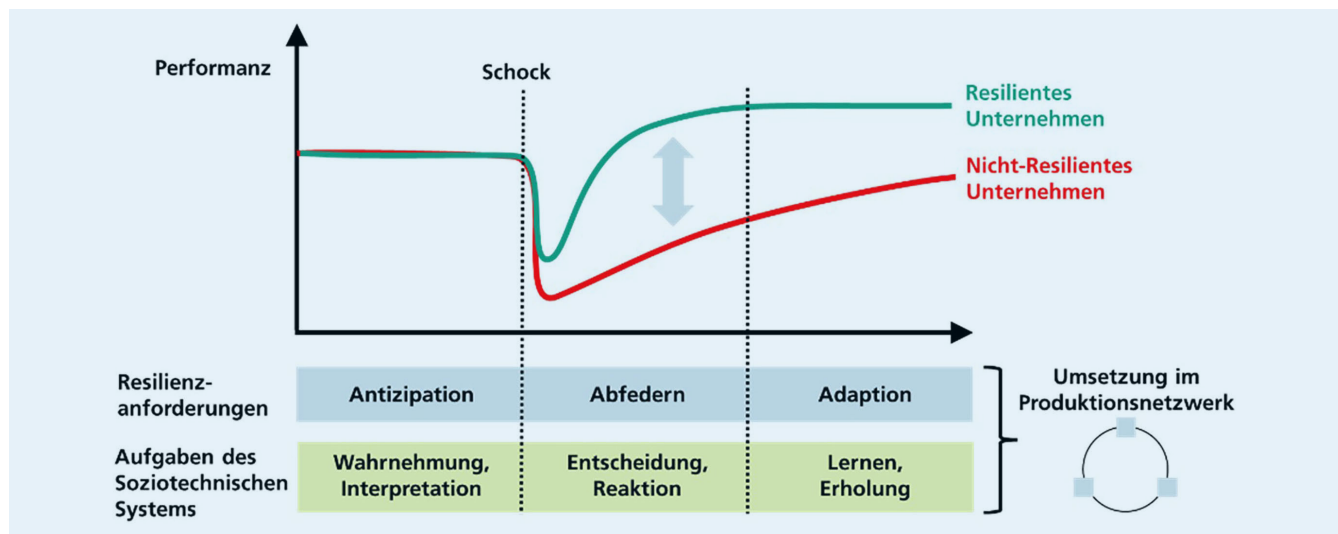 Performanz
Schock
Resilientes
Unternehmen
Nicht-Resilientes
Unternehmen
Resilienz-
anforderungen
Antizipation
Abfedern
Adaption
Umsetzung im
Produktionsnetzwerk
Aufgaben des
Soziotechnischen
Systems
Wahrnehmung,
Interpretation
Entscheidung,
Reaktion
Lernen,
Erholung